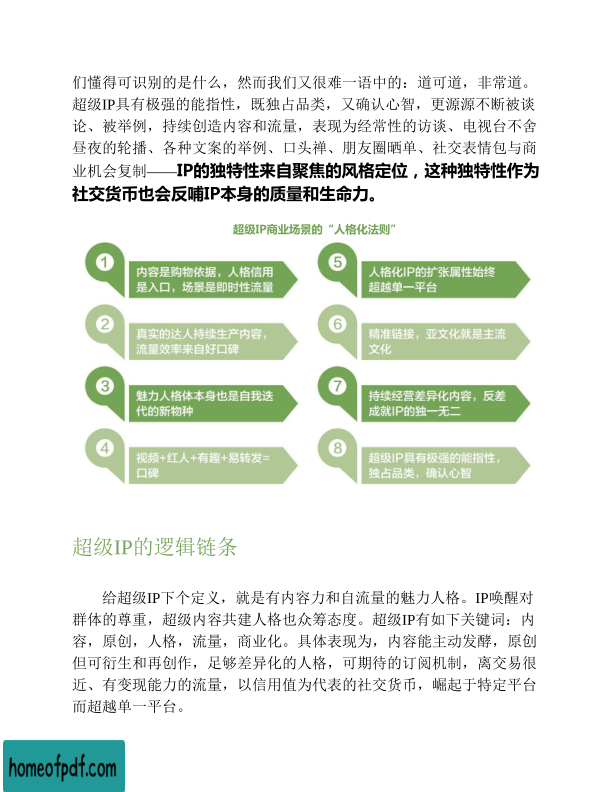 们懂得可识别的是什么，然而我们又很难一语中的：道可道，非常道。
超级IP具有极强的能指性，既独占品类，又确认心智，更源源不断被谈
论、被举例，持续创造内容和流量，表现为经常性的访谈、电视台不舍
昼夜的轮播、各种文案的举例、口头禅、朋友圈晒单、社交表情包与商
业机会复制——IP的独特性来自聚焦的风格定位，这种独特性作为
社交货币也会反哺IP本身的质量和生命力。
超级IP商业场景的“人格化法则”
1
内容是购物依据，人格信用
是入口，场景是即时性流量
2
真实的达人持续生产内容，
流量效率来自好口碑
3
魅力人格体本身也是自我迭
代的新物种
4
视频+红人+有趣+易转发=
口碑
5
人格化IP的扩张属性始终
超越单一平台
6
精准链接，亚文化就是主流
文化
7
持续经营差异化内容，反差
成就IP的独一无二
8
超级IP具有极强的能指性，
独占品类，确认心智
超级IP的逻辑链条
给超级IP下个定义，就是有内容力和自流量的魅力人格。IP唤醒对
群体的尊重，超级内容共建人格也众筹态度。超级IP有如下关键词：内
容，原创，人格，流量，商业化。具体表现为，内容能主动发酵，原创
但可衍生和再创作，足够差异化的人格，可期待的订阅机制，离交易很
近、有变现能力的流量，以信用值为代表的社交货币，崛起于特定平台
而超越单一平台。
homeofpdf.com